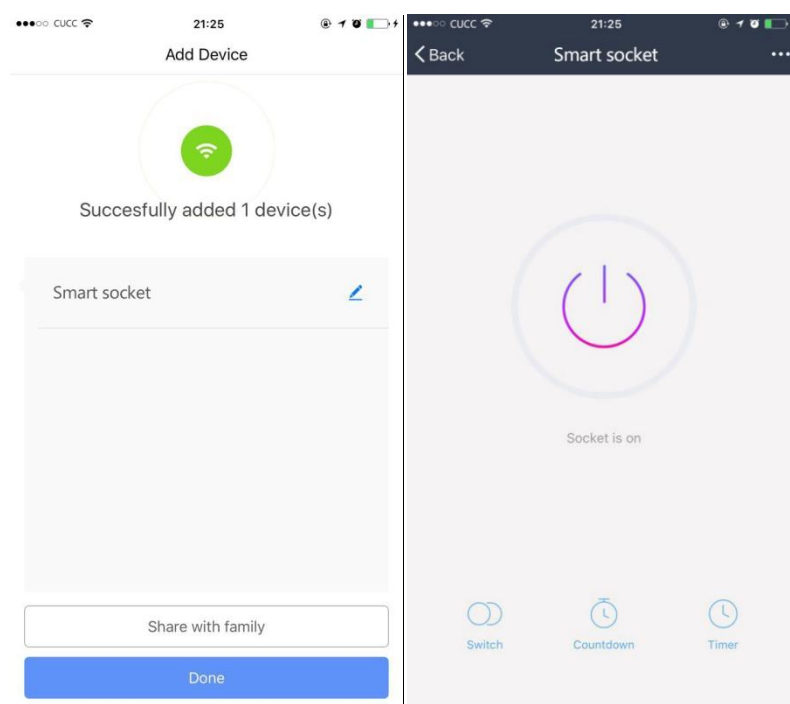 CUCC 21:25
Add Device
Succesfully added 1 device(s)
Smart socket
Share with family
Done
CUCC 21:25
Back Smart socket
Socket is on
Switch Countdown Timer